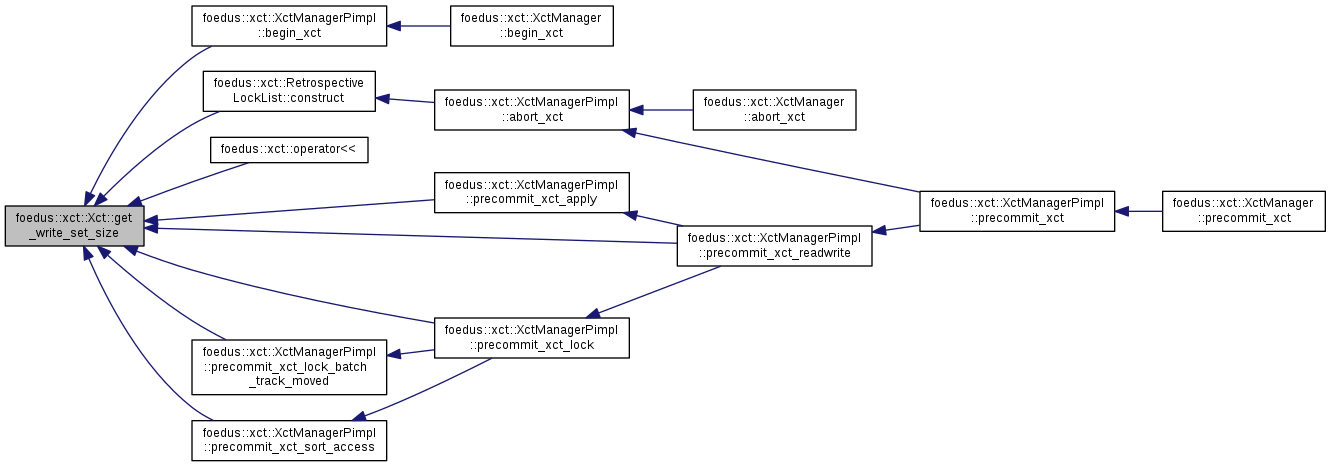 foedus::xct::XctManagerPimpl
::begin_xct
foedus::xct::XctManager
::begin_xct
foedus::xct::Retrospective
LockList::construct
foedus::xct::XctManagerPimpl
::abort_xct
foedus::xct::XctManager
::abort_xct
foedus::xct::operator<<
foedus::xct::XctManagerPimpl
::precommit_xct_apply
foedus::xct::Xct::get
_write_set_size
foedus::xct::XctManagerPimpl
::precommit_xct_readwrite
foedus::xct::XctManagerPimpl
::precommit_xct
foedus::xct::XctManager
::precommit_xct
foedus::xct::XctManagerPimpl
::precommit_xct_lock
foedus::xct::XctManagerPimpl
::precommit_xct_lock_batch
_track_moved
foedus::xct::XctManagerPimpl
::precommit_xct_sort_access